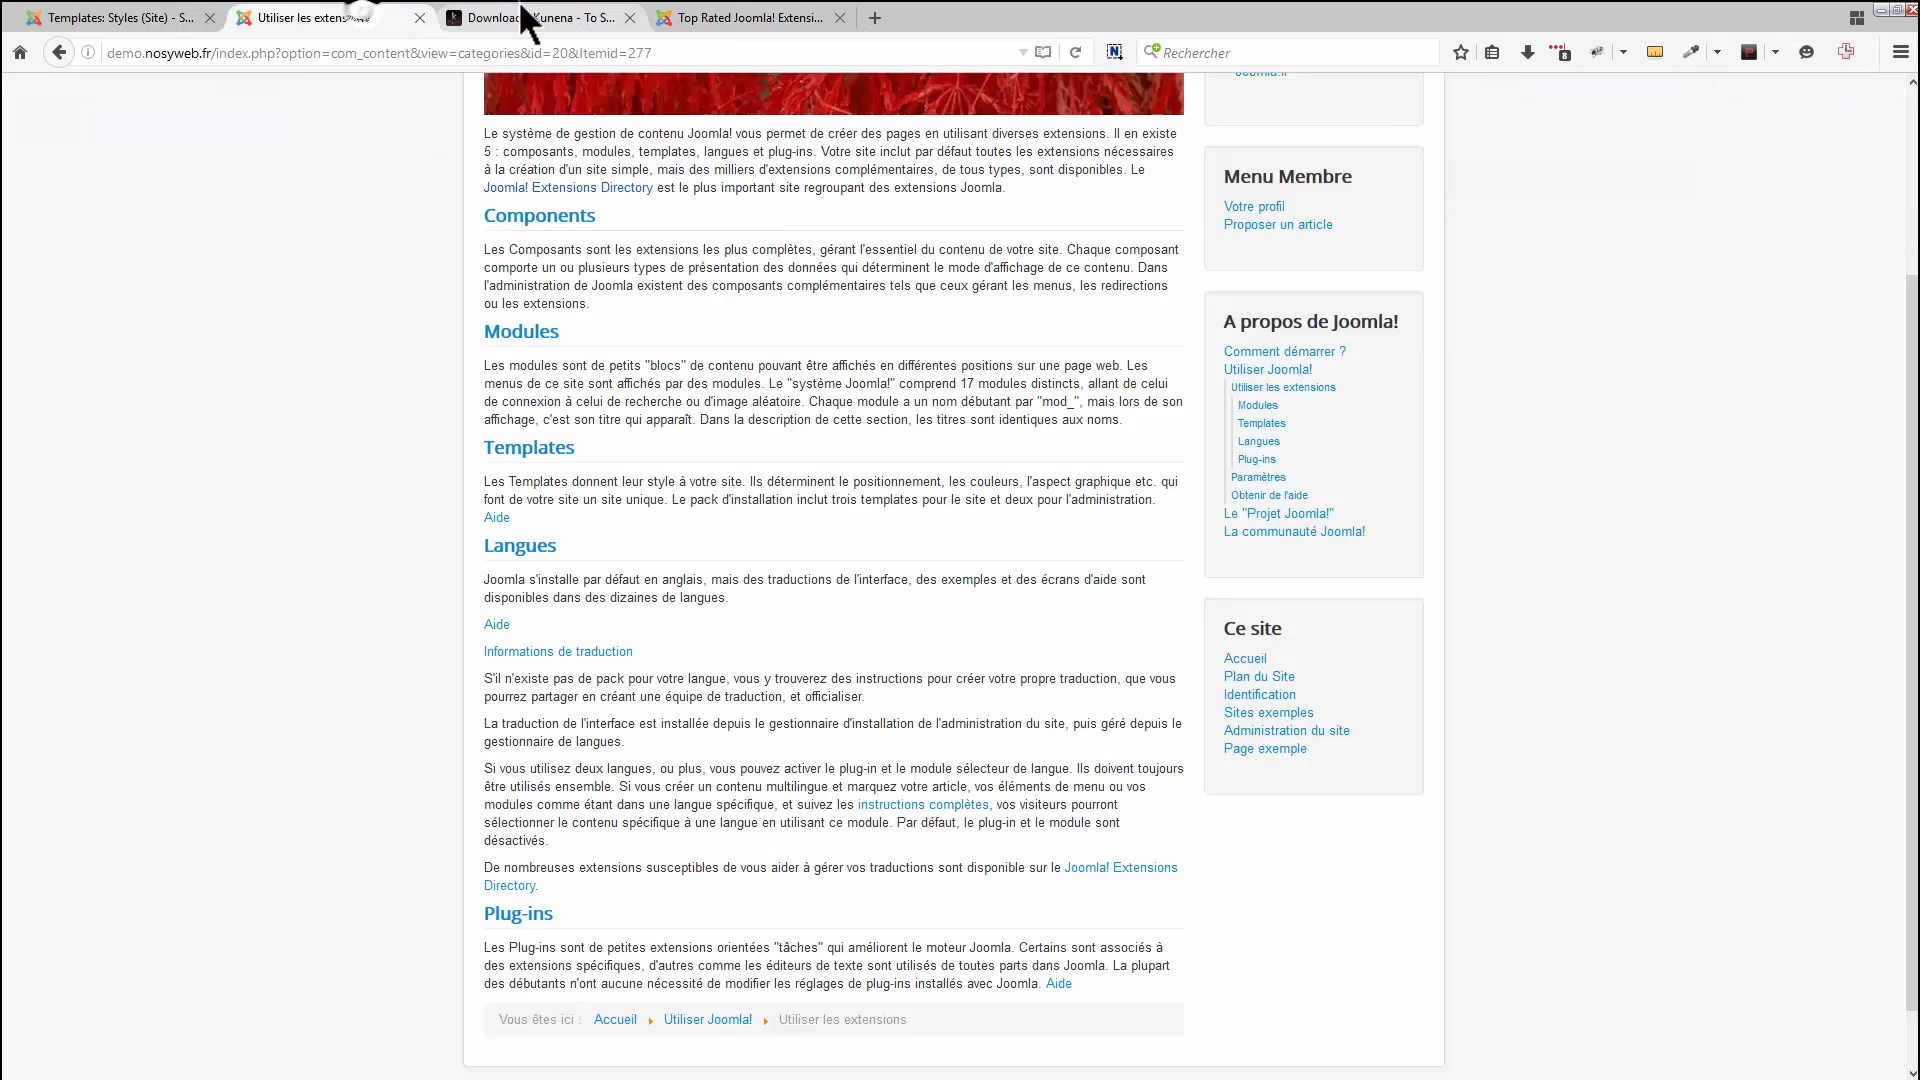 Templates: Styles (Site) - S...
Utiliser les exten
Download
Kunena - To S...
Top Rated Joomla! Extensi...
demo.nosyweb.fr/index.php?option=com_content&view=categories&id=20&Itemid=277
Rechercher
8
Joomla.fr
Le système de gestion de contenu Joomla! vous permet de créer des pages en utilisant diverses extensions. Il en existe
5 : composants, modules, templates, langues et plug-ins. Votre site inclut par défaut toutes les extensions nécessaires
à la création d'un site simple, mais des milliers d'extensions complémentaires, de tous types, sont disponibles. Le
Joomla! Extensions Directory est le plus important site regroupant des extensions Joomla.
Components
Les Composants sont les extensions les plus complètes, gérant l'essentiel du contenu de votre site. Chaque composant
comporte un ou plusieurs types de présentation des données qui déterminent le mode d'affichage de ce contenu. Dans
l'administration de Joomla existent des composants complémentaires tels que ceux gérant les menus, les redirections
ou les extensions.
Modules
Les modules sont de petits "blocs" de contenu pouvant être affichés en différentes positions sur une page web. Les
menus de ce site sont affichés par des modules. Le "système Joomla!" comprend 17 modules distincts, allant de celui
de connexion à celui de recherche ou d'image aléatoire. Chaque module a un nom débutant par "mod_", mais lors de son
affichage, c'est son titre qui apparaît. Dans la description de cette section, les titres sont identiques aux noms.
Templates
Les Templates donnent leur style à votre site. Ils déterminent le positionnement, les couleurs, l'aspect graphique etc. qui
font de votre site un site unique. Le pack d'installation inclut trois templates pour le site et deux pour l'administration.
Aide
Langues
Joomla s'installe par défaut en anglais, mais des traductions de l'interface, des exemples et des écrans d'aide sont
disponibles dans des dizaines de langues.
Aide
Informations de traduction
S'il n'existe pas de pack pour votre langue, vous y trouverez des instructions pour créer votre propre traduction, que vous
pourrez partager en créant une équipe de traduction, et officialiser.
La traduction de l'interface est installée depuis le gestionnaire d'installation de l'administration du site, puis géré depuis le
gestionnaire de langues.
Si vous utilisez deux langues, ou plus, vous pouvez activer le plug-in et le module sélecteur de langue. Ils doivent toujours
être utilisés ensemble. Si vous créer un contenu multilingue et marquez votre article, vos éléments de menu ou vos
modules comme étant dans une langue spécifique, et suivez les instructions complètes, vos visiteurs pourront
sélectionner le contenu spécifique à une langue en utilisant ce module. Par défaut, le plug-in et le module sont
désactivés.
De nombreuses extensions susceptibles de vous aider à gérer vos traductions sont disponible sur le Joomla! Extensions
Directory.
Plug-ins
Les Plug-ins sont de petites extensions orientées "tâches" qui améliorent le moteur Joomla. Certains sont associés à
des extensions spécifiques, d'autres comme les éditeurs de texte sont utilisés de toutes parts dans Joomla. La plupart
des débutants n'ont aucune nécessité de modifier les réglages de plug-ins installés avec Joomla. Aide
Vous êtes ici : Accueil Utiliser Joomla! Utiliser les extensions
Menu Membre
Votre profil
Proposer un article
A propos de Joomla!
Comment démarrer ?
Utiliser Joomla!
Utiliser les extensions
Modules
Templates
Langues
Plug-ins
Paramètres
Obtenir de l'aide
Le "Projet Joomla!"
La communauté Joomla!
Ce site
Accueil
Plan du Site
Identification
Sites exemples
Administration du site
Page exemple